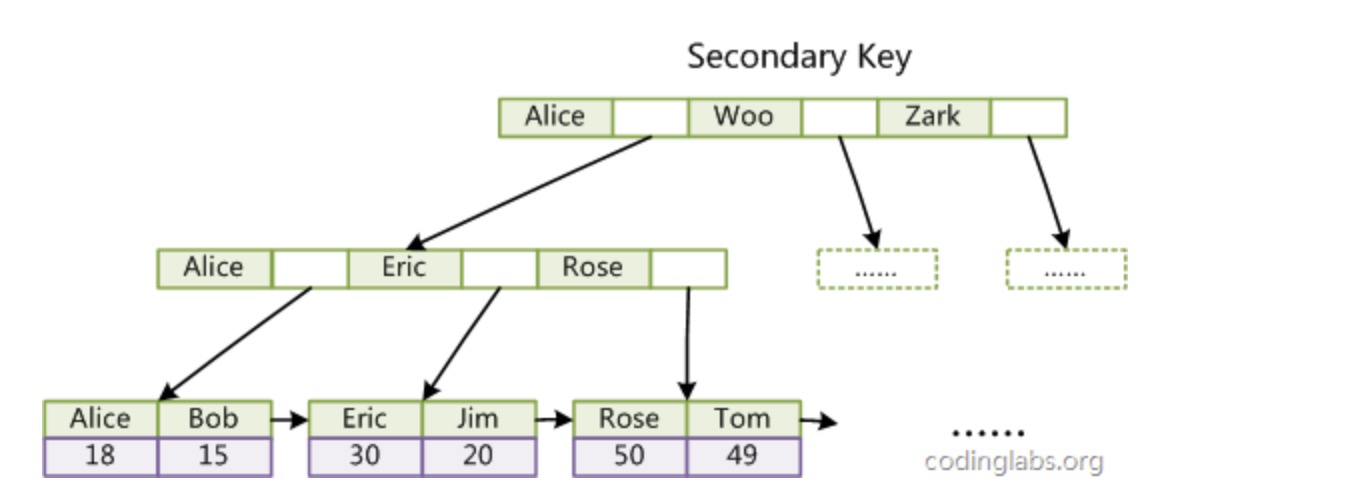 Secondary Key
Alice Woo Zark
Alice Eric Rose ...... ......
Alice Bob Eric Jim Rose Tom
18 15 30 20 50 49
......
codinglabs.org